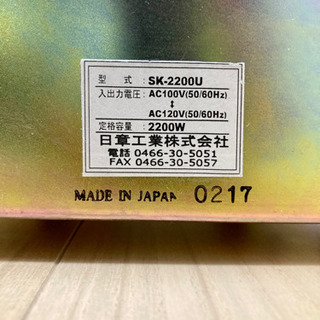 型 式: SK-2200U
入出力電圧: AC100V(50/60Hz)
↕
AC120V(50/60Hz)
定格容量: 2200W
日章工業株式会社
電話 0466-30-5051
FAX 0466-30-5057
MADE IN JAPAN 0217